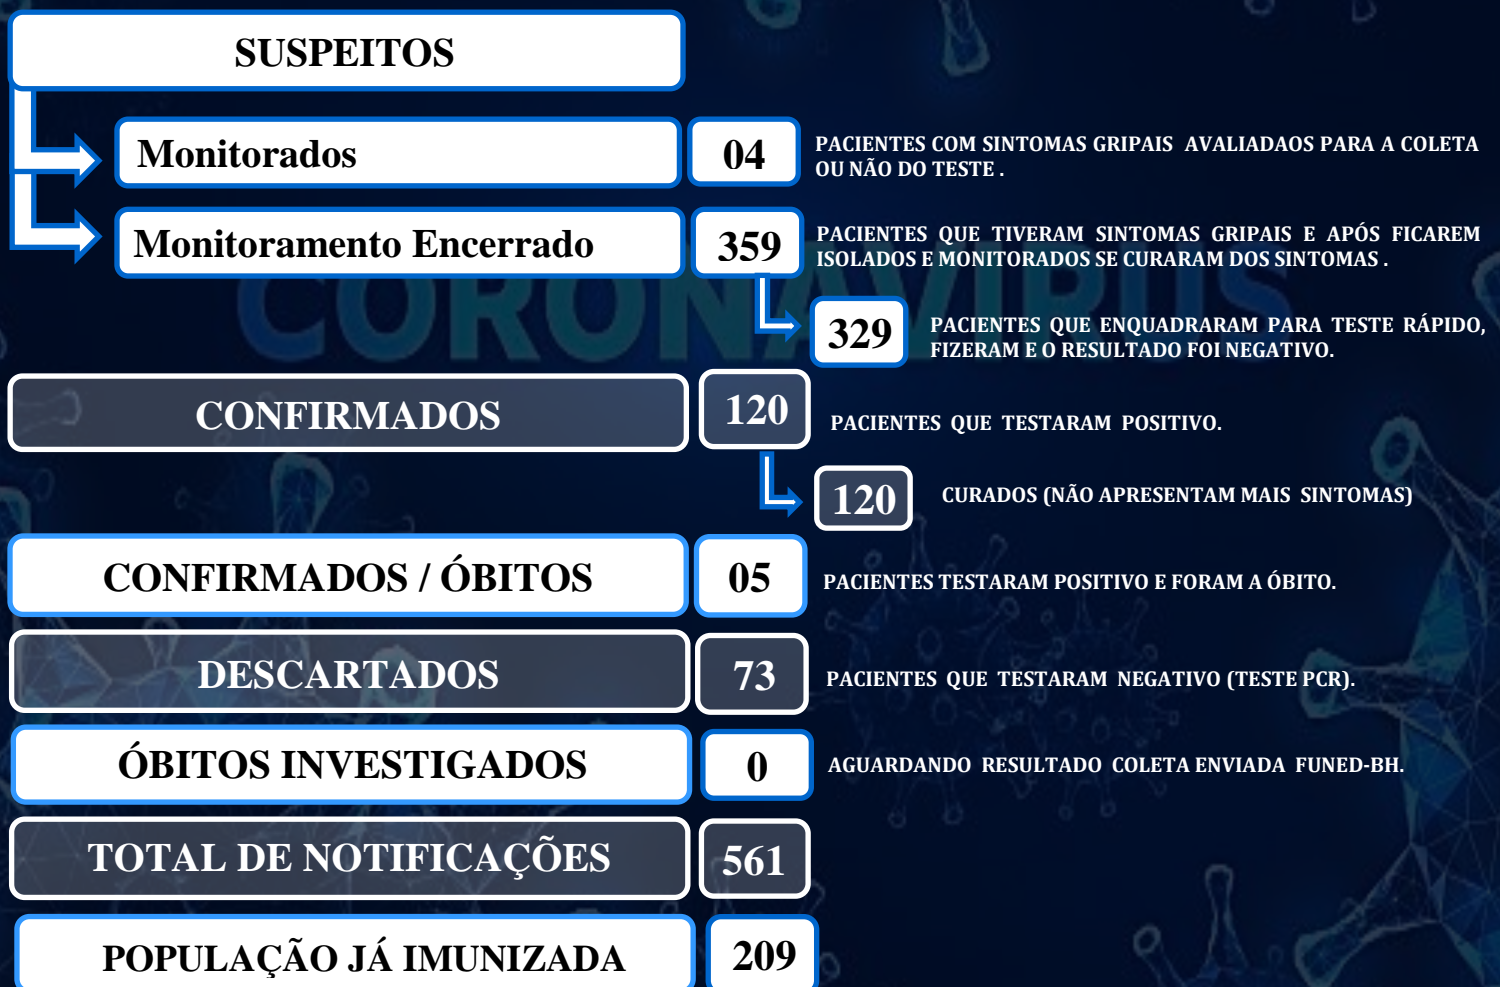 SUSPEITOS
Monitorados
04
PACIENTES COM SINTOMAS GRIPAIS AVALIADAOS PARA A COLETA
OU NÃO DO TESTE .
Monitoramento Encerrado
359
PACIENTES QUE TIVERAM SINTOMAS GRIPAIS E APÓS FICAREM
ISOLADOS E MONITORADOS SE CURARAM DOS SINTOMAS .
CORONAVIRUS
329
PACIENTES QUE ENQUADRARAM PARA TESTE RÁPIDO,
FIZERAM E O RESULTADO FOI NEGATIVO.
CONFIRMADOS
120
PACIENTES QUE TESTARAM POSITIVO.
120
CURADOS (NÃO APRESENTAM MAIS SINTOMAS)
CONFIRMADOS / ÓBITOS
05
PACIENTES TESTARAM POSITIVO E FORAM A ÓBITO.
DESCARTADOS
73
PACIENTES QUE TESTARAM NEGATIVO (TESTE PCR).
ÓBITOS INVESTIGADOS
0
AGUARDANDO RESULTADO COLETA ENVIADA FUNED-BH.
TOTAL DE NOTIFICAÇÕES
561
POPULAÇÃO JÁ IMUNIZADA
209